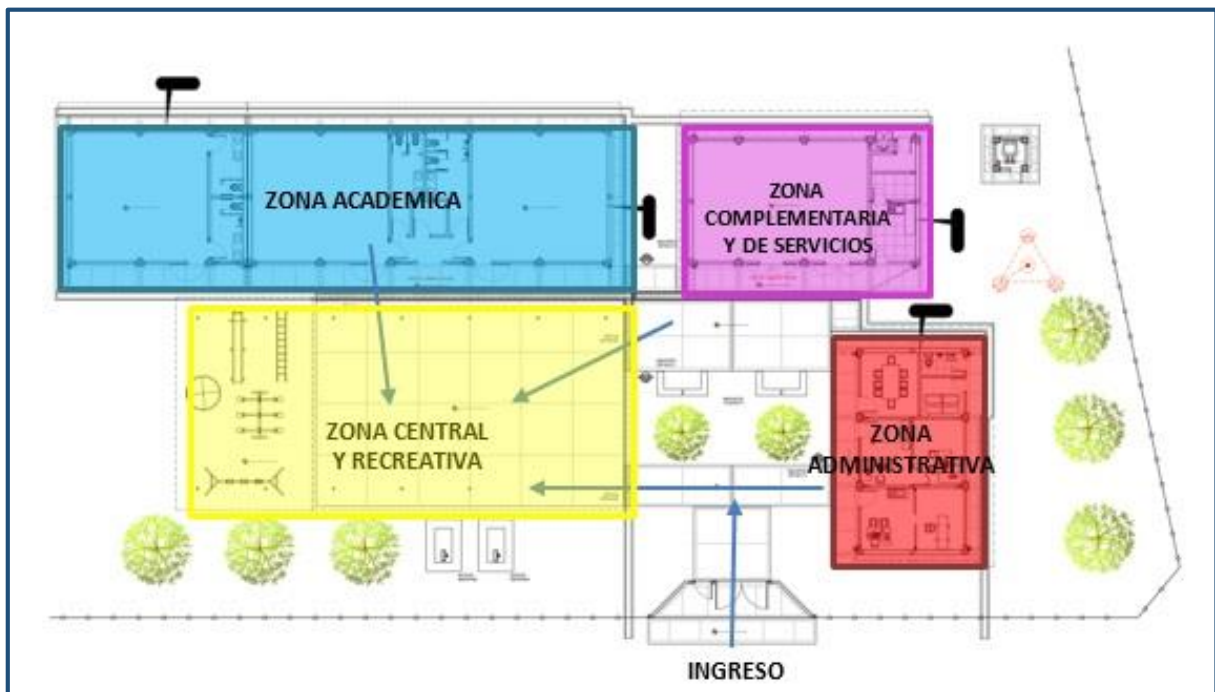 ZONA ACADEMICA
ZONA
COMPLEMENTARIA
Y DE SERVICIOS
ZONA CENTRAL
Y RECREATIVA
ZONA
ADMINISTRATIVA
INGRESO